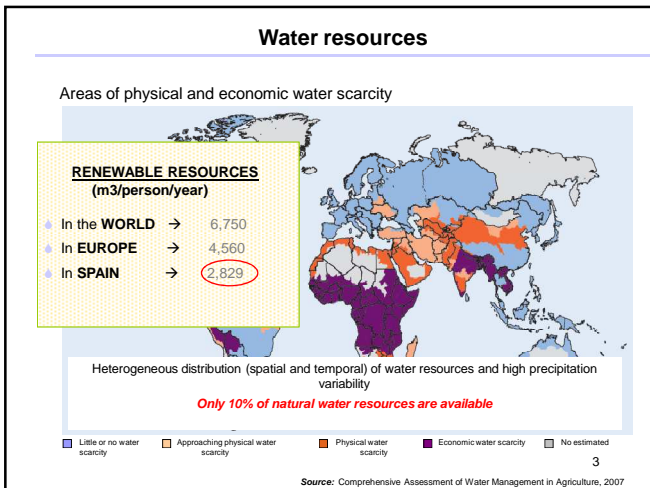 Water resources
Areas of physical and economic water scarcity
RENEWABLE RESOURCES
(m3/person/year)
In the WORLD → 6,750
In EUROPE → 4,560
In SPAIN → 2,829
Heterogeneous distribution (spatial and temporal) of water resources and high precipitation
variability
Only 10% of natural water resources are available
Little or no water
scarcity
Approaching physical water
scarcity
Physical water
scarcity
Economic water scarcity
No estimated
3
Source: Comprehensive Assessment of Water Management in Agriculture, 2007